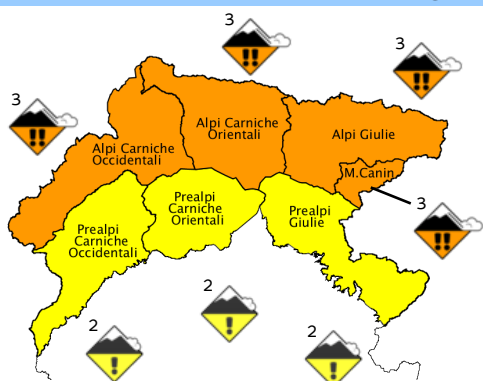 3
3
3
Alpi Carniche
Orientali
Alpi Giulie
Alpi Carniche
Occidentali
M.Canin
Prealpi
Carniche
Orientali
Prealpi
Giulie
3
Prealpi
Carniche
Occidentali
2
2
2